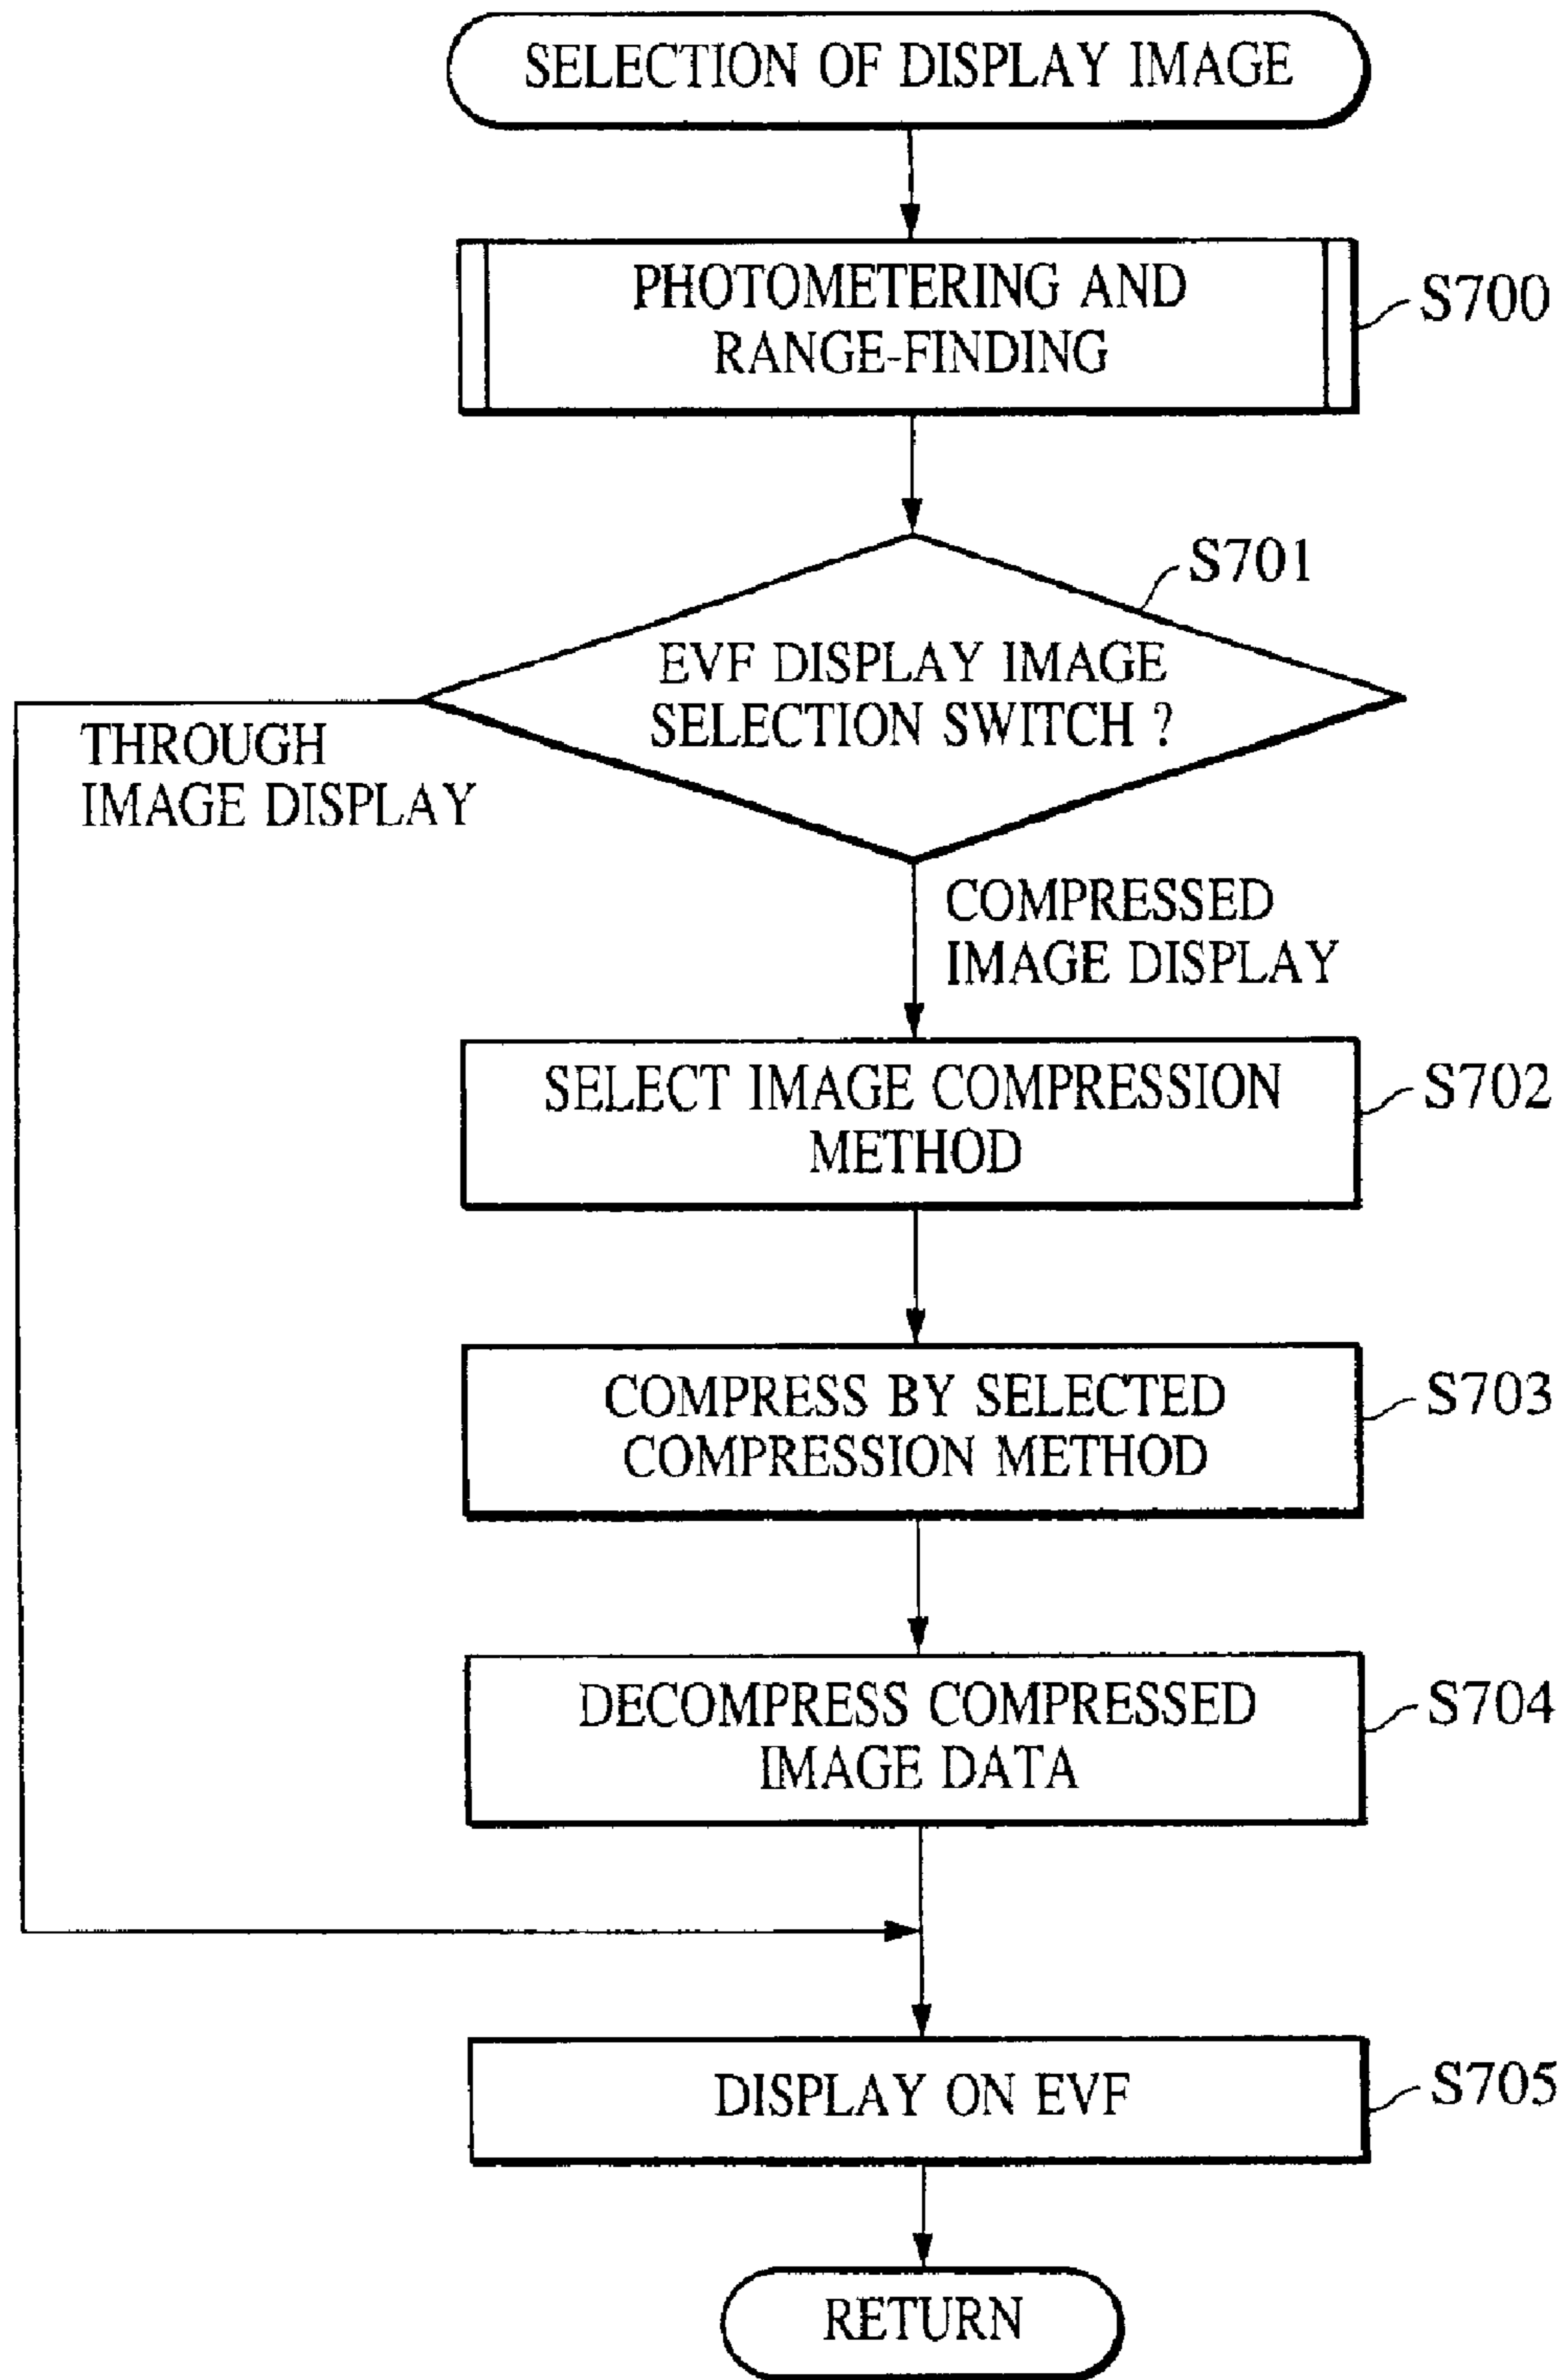 SELECTION OF DISPLAY IMAGE
PHOTOMETERING AND
RANGE-FINDING
S700
S701
EVF DISPLAY IMAGE
SELECTION SWITCH ?
THROUGH
IMAGE DISPLAY
COMPRESSED
IMAGE DISPLAY
SELECT IMAGE COMPRESSION
METHOD
S702
COMPRESS BY SELECTED
COMPRESSION METHOD
S703
DECOMPRESS COMPRESSED
IMAGE DATA
S704
DISPLAY ON EVF
S705
RETURN